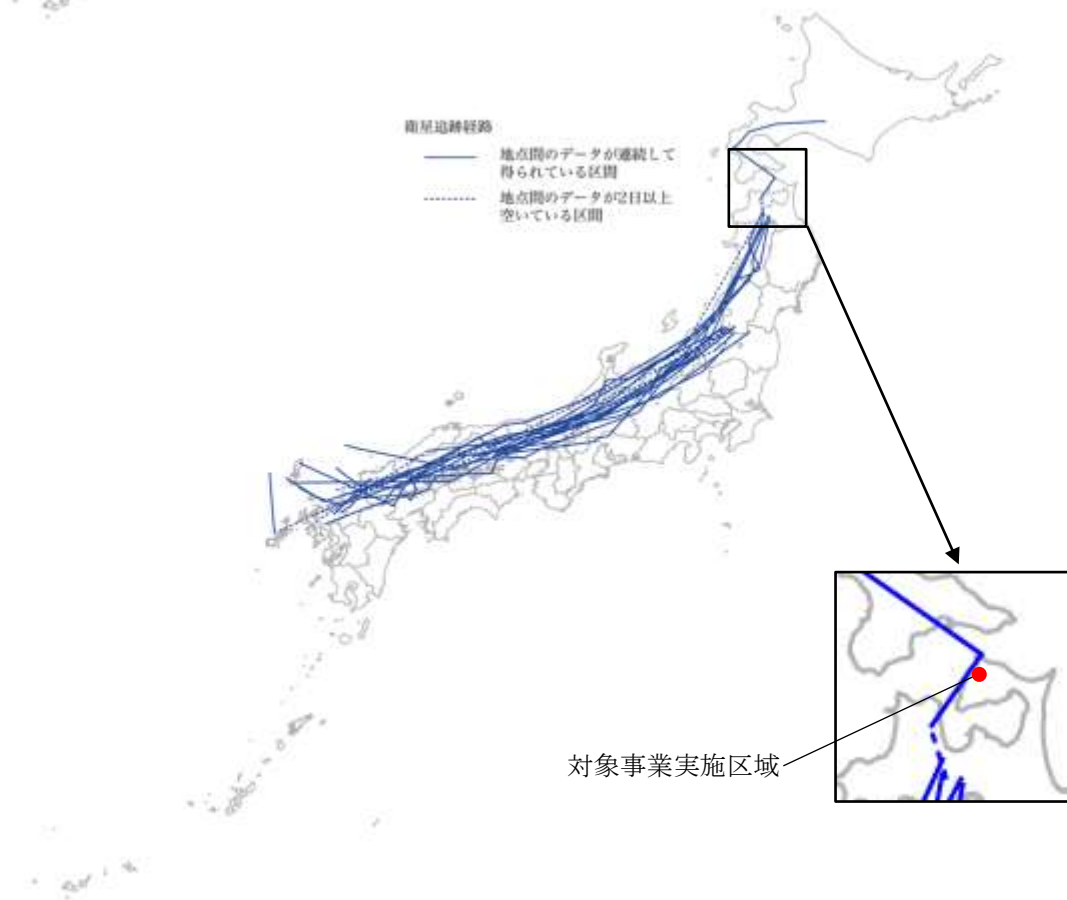 衛星追跡経路
地点間のデータが連続して
得られている区間
地点間のデータが2日以上
空いている区間
対象事業実施区域